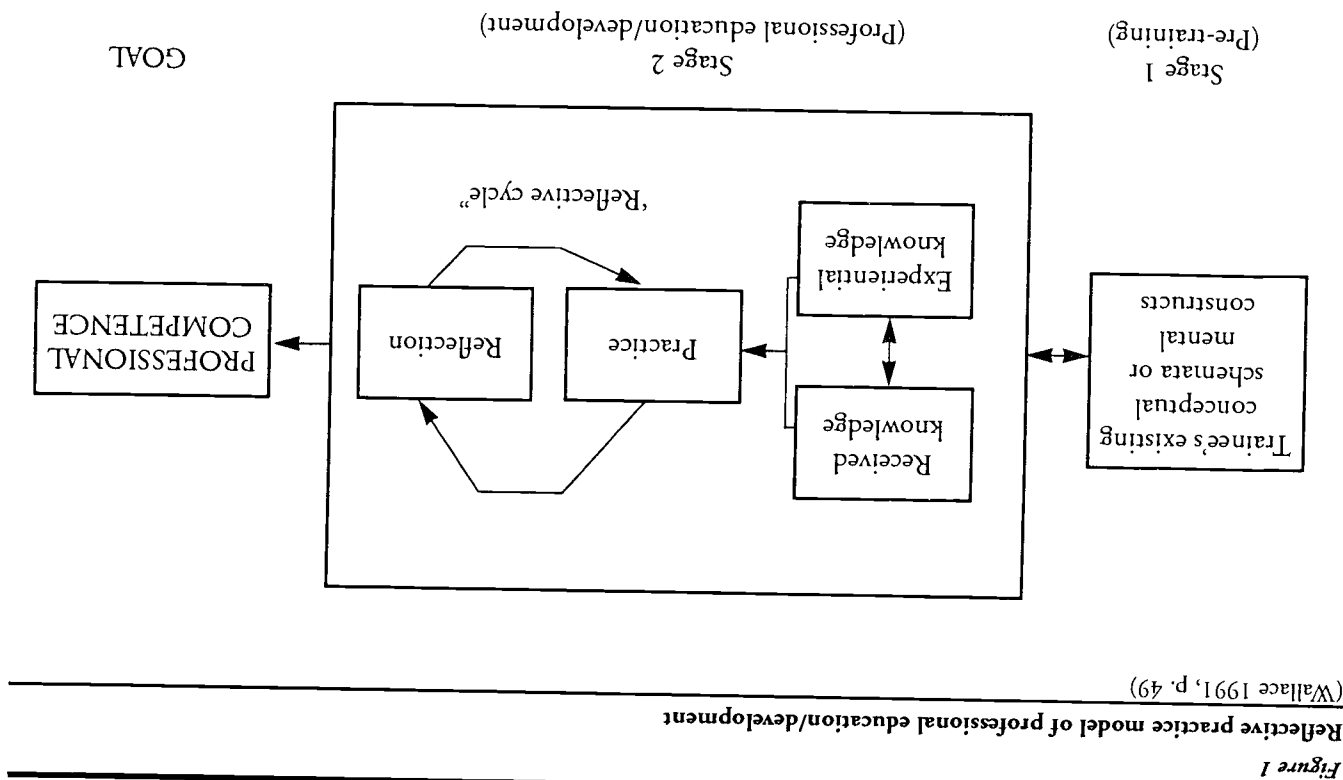 Figure 1
Reflective practice model of professional education/development
(Wallace 1991, p. 49)
Trainee's existing
conceptual
schemata or
mental
constructs
Received
knowledge
Experiential
knowledge
Practice
Reflection
'Reflective cycle"
PROFESSIONAL
COMPETENCE
Stage 1
(Pre-training)
Stage 2
(Professional education/development)
GOAL